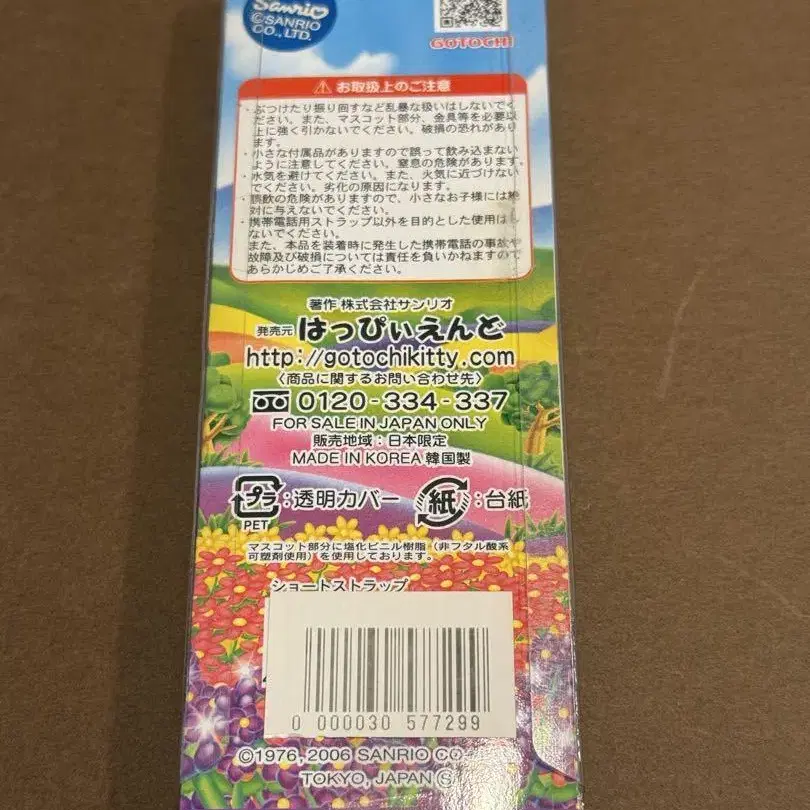 Sanrio
©SANRIO
CO., LTD.
GOTOCHI
お取扱上のご注意
・ぶつけたり振り回すなど乱暴な扱いはしないでく
ださい。また、マスコット部分、金具等を必要以
上に強く引かないでください。破損の恐れがあり
ます。
・小さな付属品がありますので誤って飲み込まない
ように注意してください。窒息の危険があります。
・水気を避けてください。また、火気に近づけない
でください。劣化の原因になります。
・誤飲の危険がありますので、小さなお子様には絶
対に与えないでください。
・携帯電話用ストラップ以外を目的とした使用はし
ないでください。
また、本品を装着時に発生した携帯電話の事故や
故障及び破損については責任を負いかねますので
あらかじめご了承ください。
著作 株式会社サンリオ
発売元 はっぴぃえんど
http://gotochikitty.com
〈商品に関するお問い合わせ先〉
0120-334-337
FOR SALE IN JAPAN ONLY
販売地域：日本限定
MADE IN KOREA 韓国製
プラ：透明カバー 紙：台紙
PET
マスコット部分に塩化ビニル樹脂（非フタル酸系
可塑剤使用）を使用しております。
ショートストラップ
0 000030 577299
©1976, 2006 SANRIO CO
TOKYO, JAPAN Ⓖ